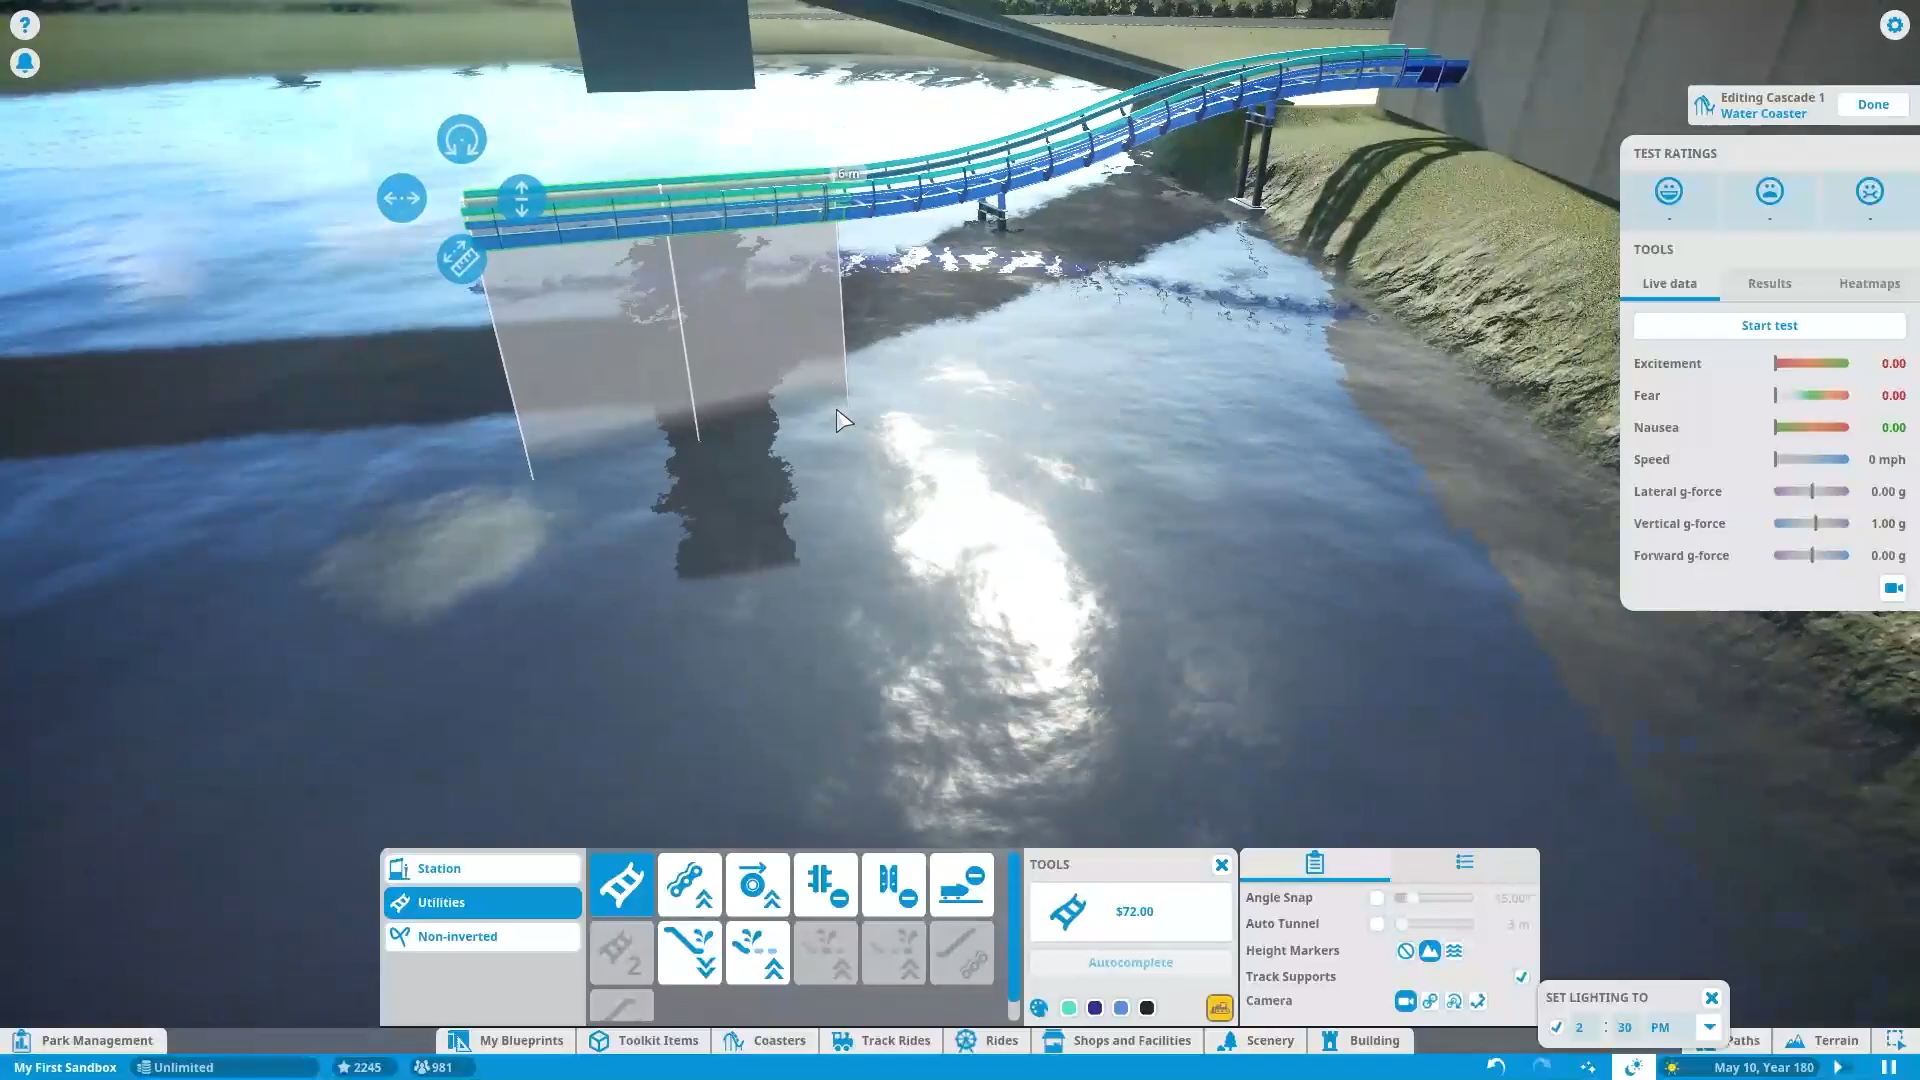 ?
6 m
Editing Cascade 1
Water Coaster
Done
TEST RATINGS
-
-
-
TOOLS
Live data
Results
Heatmaps
Start test
Excitement
0.00
Fear
0.00
Nausea
0.00
Speed
0 mph
Lateral g-force
0.00 g
Vertical g-force
1.00 g
Forward g-force
0.00 g
Station
Utilities
Non-inverted
2
TOOLS
$72.00
Autocomplete
Angle Snap
15.00°
Auto Tunnel
3 m
Height Markers
Track Supports
Camera
SET LIGHTING TO
2 : 30 PM
Park Management
My Blueprints
Toolkit Items
Coasters
Track Rides
Rides
Shops and Facilities
Scenery
Building
Paths
Terrain
My First Sandbox
Unlimited
2245
981
May 10, Year 180